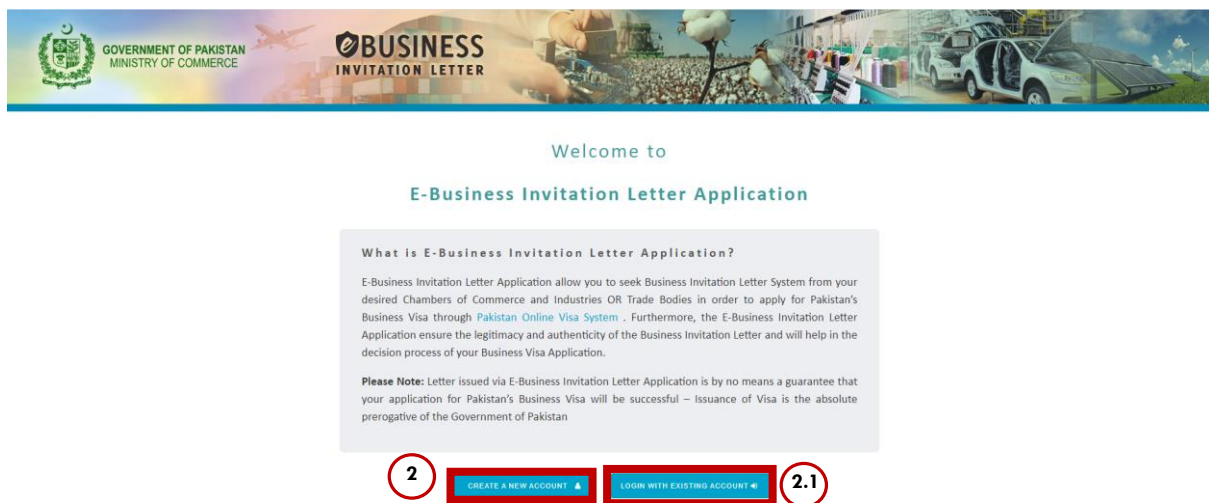 GOVERNMENT OF PAKISTAN
MINISTRY OF COMMERCE
EBUSINESS
INVITATION LETTER
Welcome to
E-Business Invitation Letter Application
What is E-Business Invitation Letter Application?
E-Business Invitation Letter Application allow you to seek Business Invitation Letter System from your
desired Chambers of Commerce and Industries OR Trade Bodies in order to apply for Pakistan's
Business Visa through Pakistan Online Visa System . Furthermore, the E-Business Invitation Letter
Application ensure the legitimacy and authenticity of the Business Invitation Letter and will help in the
decision process of your Business Visa Application.
Please Note: Letter issued via E-Business Invitation Letter Application is by no means a guarantee that
your application for Pakistan's Business Visa will be successful – Issuance of Visa is the absolute
prerogative of the Government of Pakistan
2
CREATE A NEW ACCOUNT
LOGIN WITH EXISTING ACCOUNT
2.1